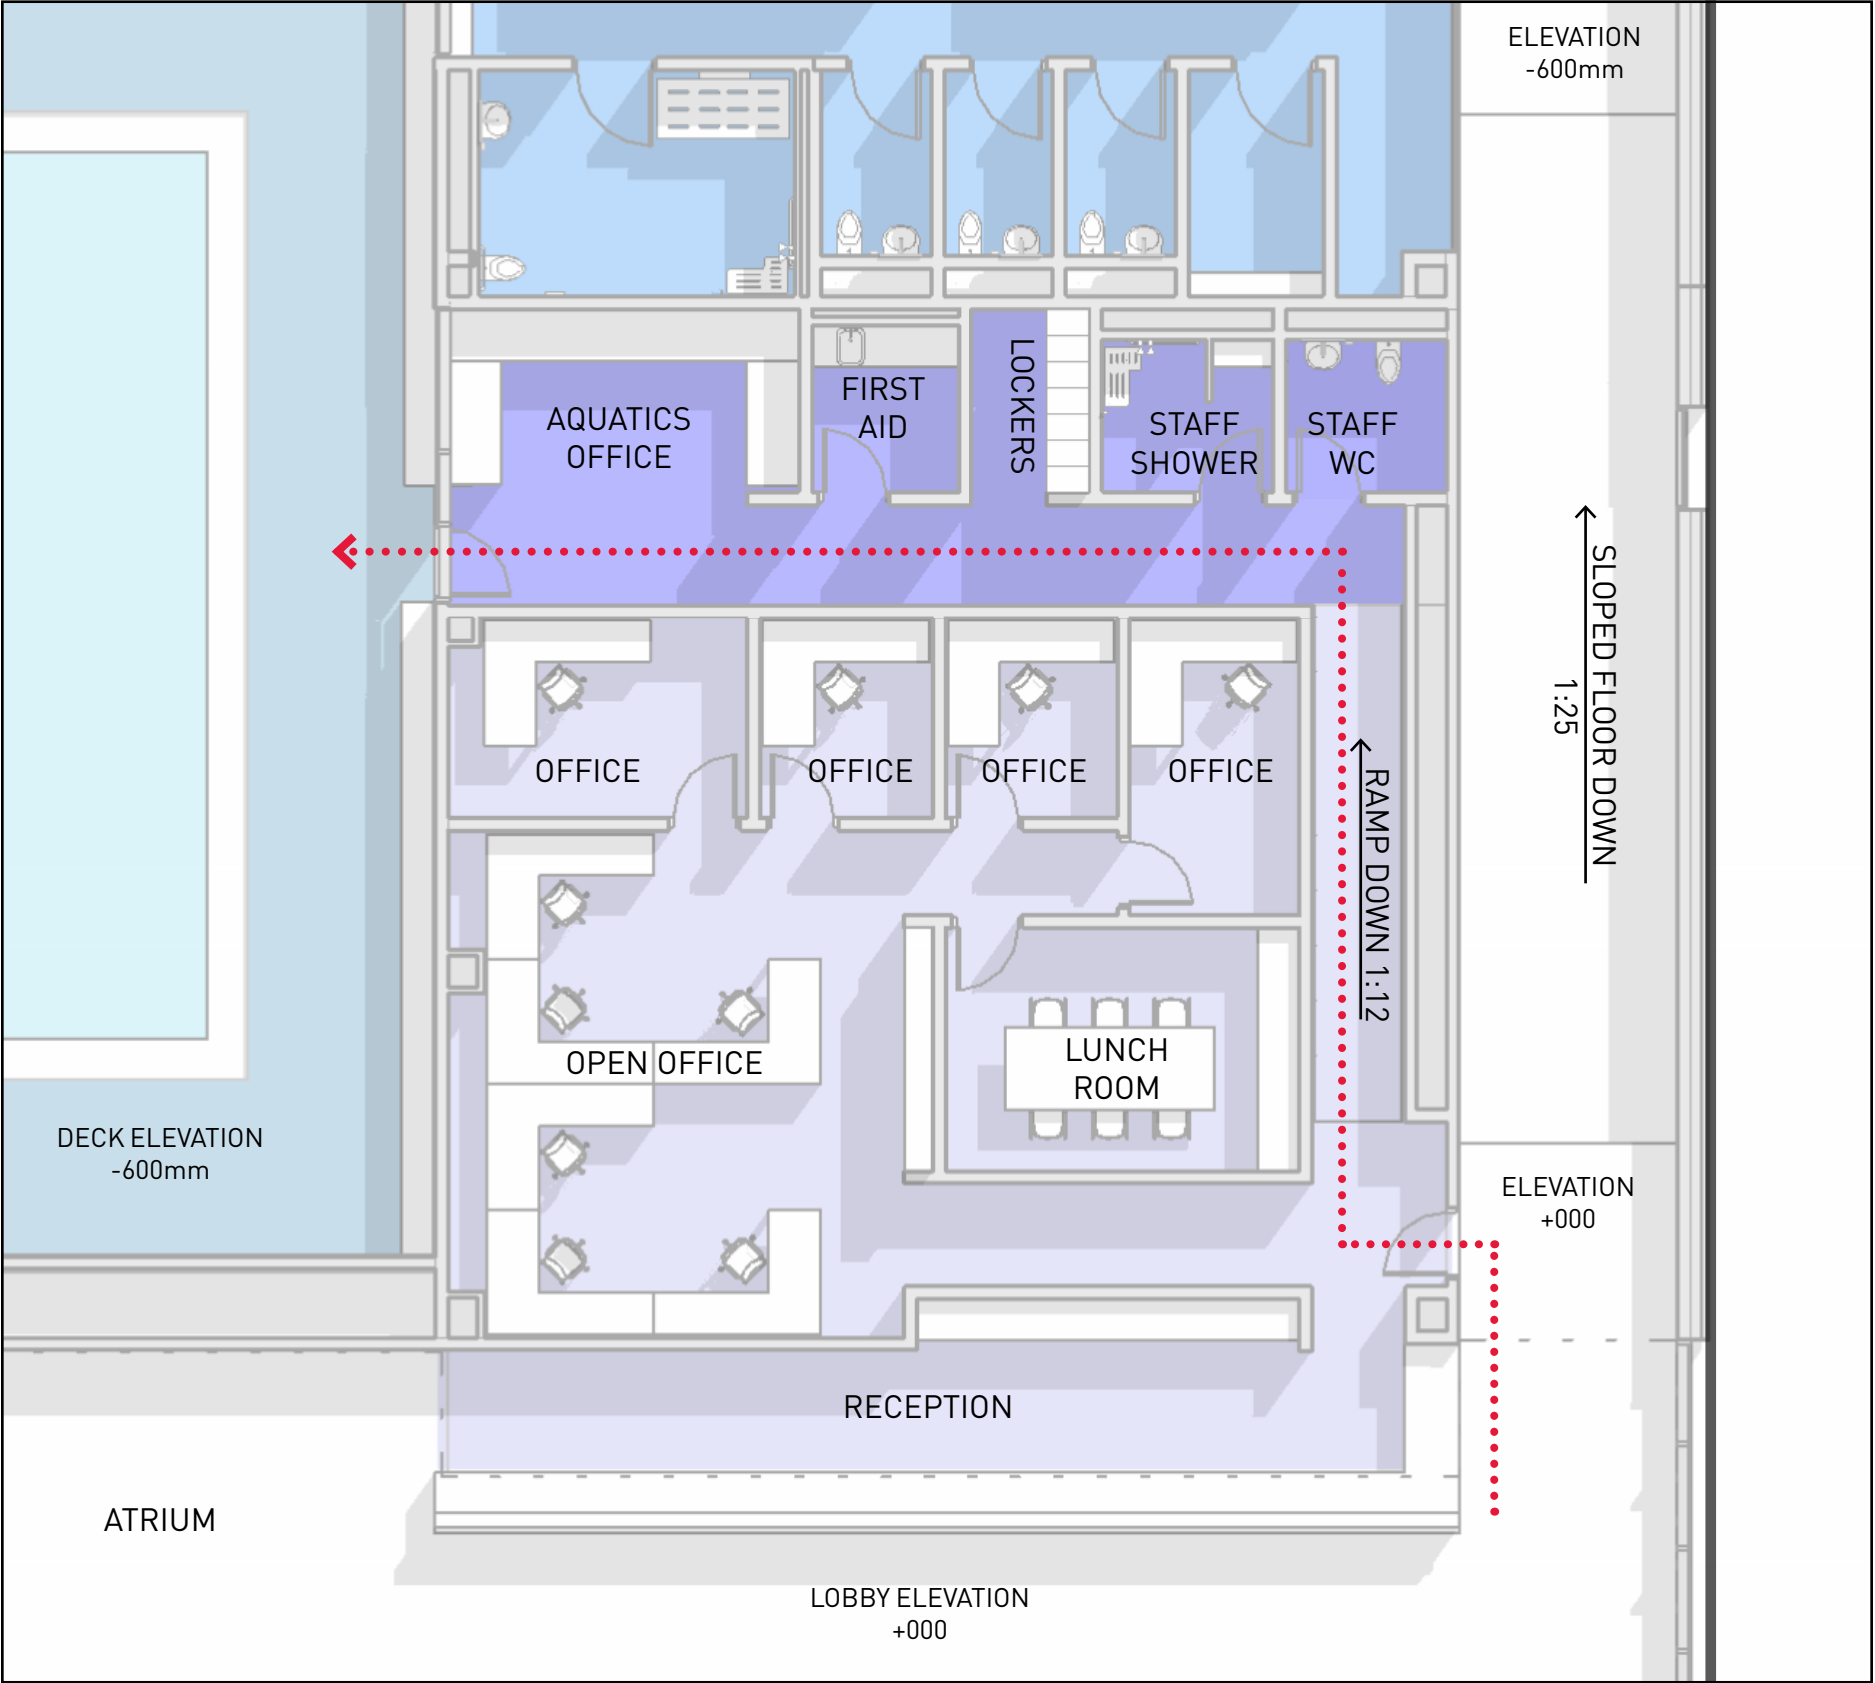 ELEVATION
-600mm
AQUATICS
OFFICE
FIRST
AID
LOCKERS
STAFF
SHOWER
STAFF
WC
SLOPED FLOOR DOWN
1:25
OFFICE
OFFICE
OFFICE
OFFICE
RAMP DOWN 1:12
OPEN OFFICE
LUNCH
ROOM
DECK ELEVATION
-600mm
ELEVATION
+000
RECEPTION
ATRIUM
LOBBY ELEVATION
+000